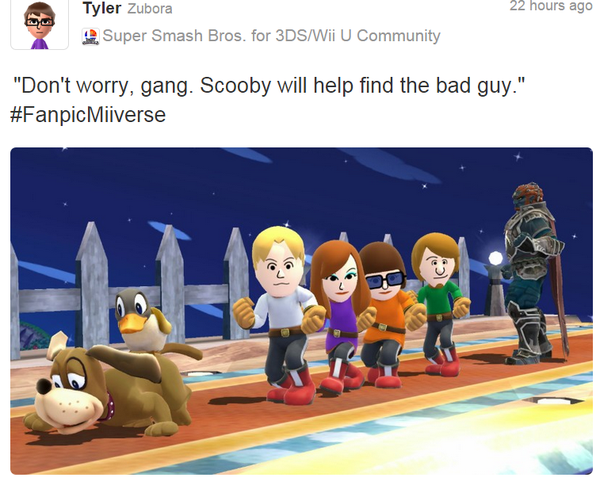 Tyler Zubora
22 hours ago
Super Smash Bros. for 3DS/Wii U Community
"Don't worry, gang. Scooby will help find the bad guy."
#FanpicMiiverse